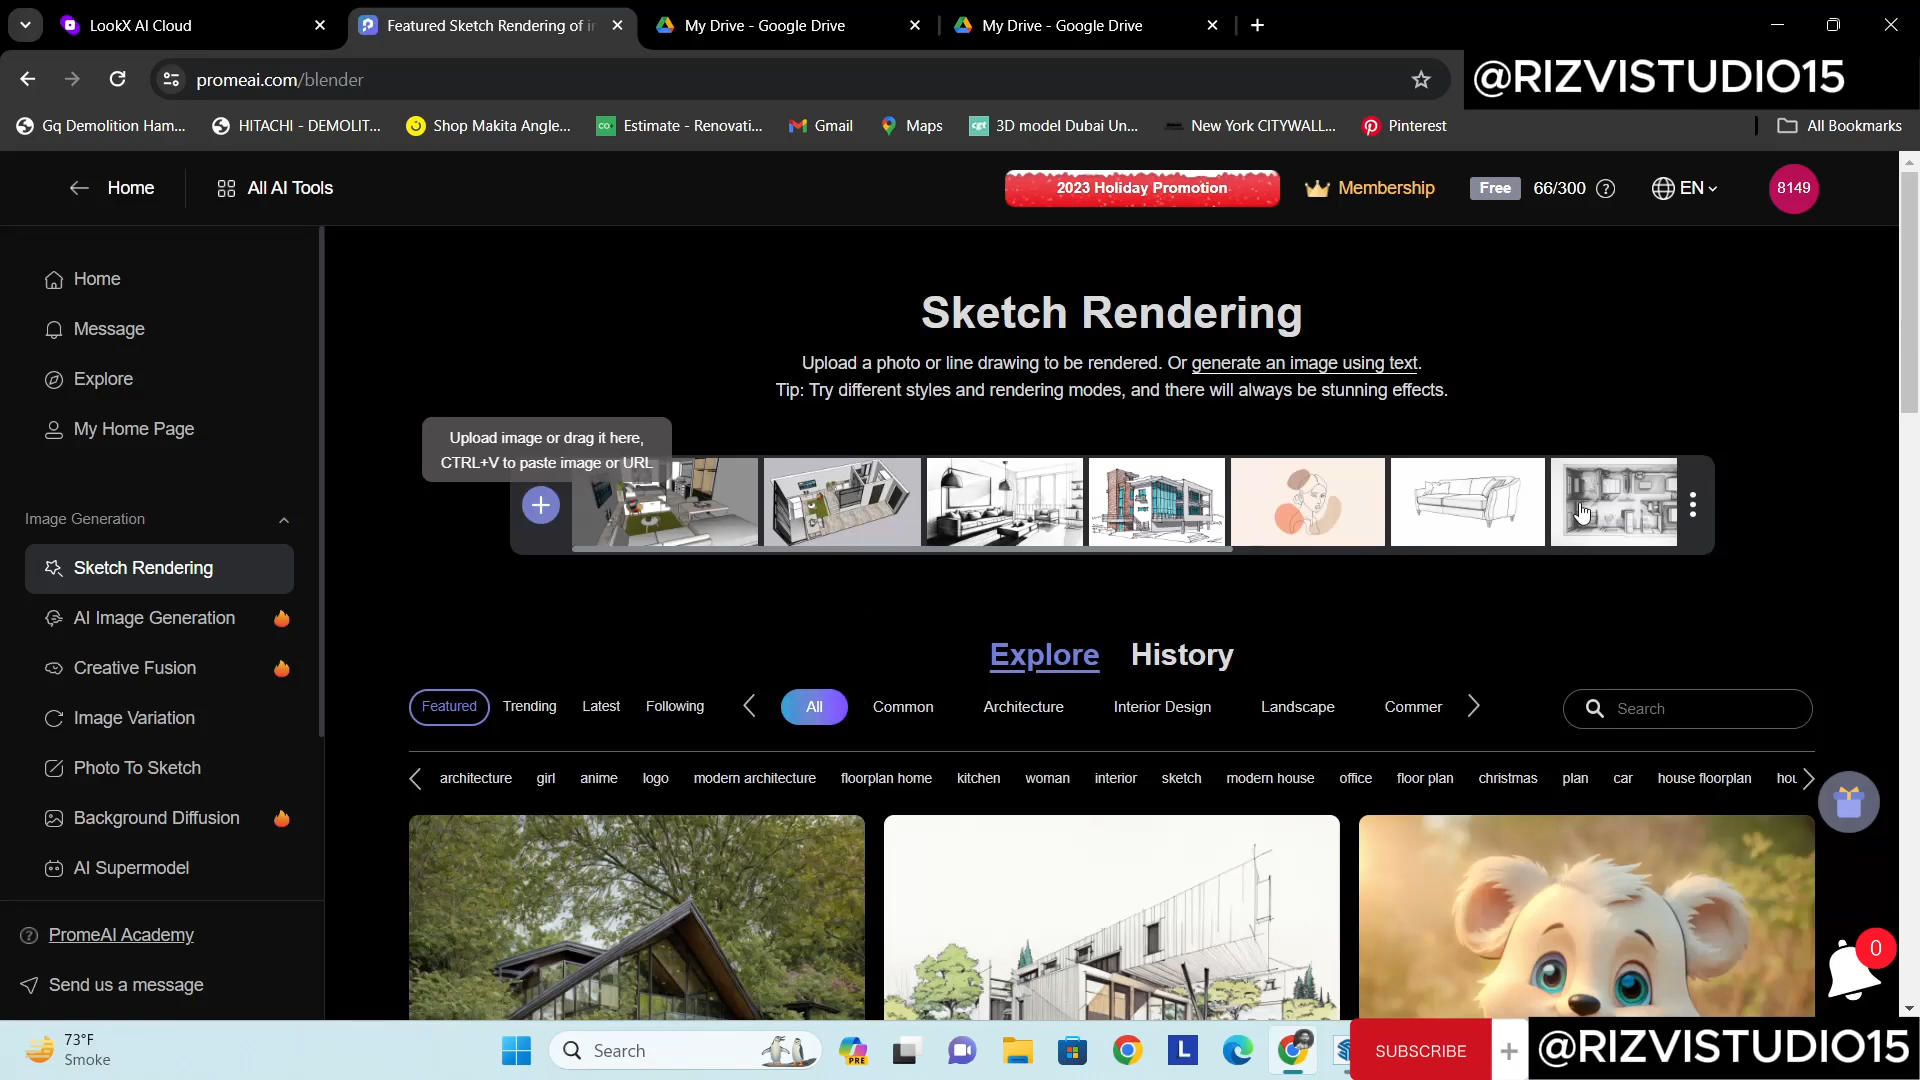 LookX AI Cloud
Featured Sketch Rendering of in
My Drive - Google Drive
My Drive - Google Drive
promeai.com/blender
@RIZVISTUDIO15
Gq Demolition Ham...
HITACHI - DEMOLIT...
Shop Makita Angle...
Estimate - Renovati...
Gmail
Maps
3D model Dubai Un...
New York CITYWALL...
Pinterest
All Bookmarks
Home
All AI Tools
2023 Holiday Promotion
Membership
Free
66/300
EN
8149
Home
Message
Explore
My Home Page
Image Generation
Sketch Rendering
AI Image Generation
Creative Fusion
Image Variation
Photo To Sketch
Background Diffusion
AI Supermodel
PromeAI Academy
Send us a message
Sketch Rendering
Upload a photo or line drawing to be rendered. Or generate an image using text.
Tip: Try different styles and rendering modes, and there will always be stunning effects.
Upload image or drag it here,
CTRL+V to paste image or URL
Explore
History
Featured
Trending
Latest
Following
All
Common
Architecture
Interior Design
Landscape
Commer
Search
architecture
girl
anime
logo
modern architecture
floorplan home
kitchen
woman
interior
sketch
modern house
office
floor plan
christmas
plan
car
house floorplan
hou
0
73°F
Smoke
Search
PRE
L
SUBSCRIBE
@RIZVISTUDIO15